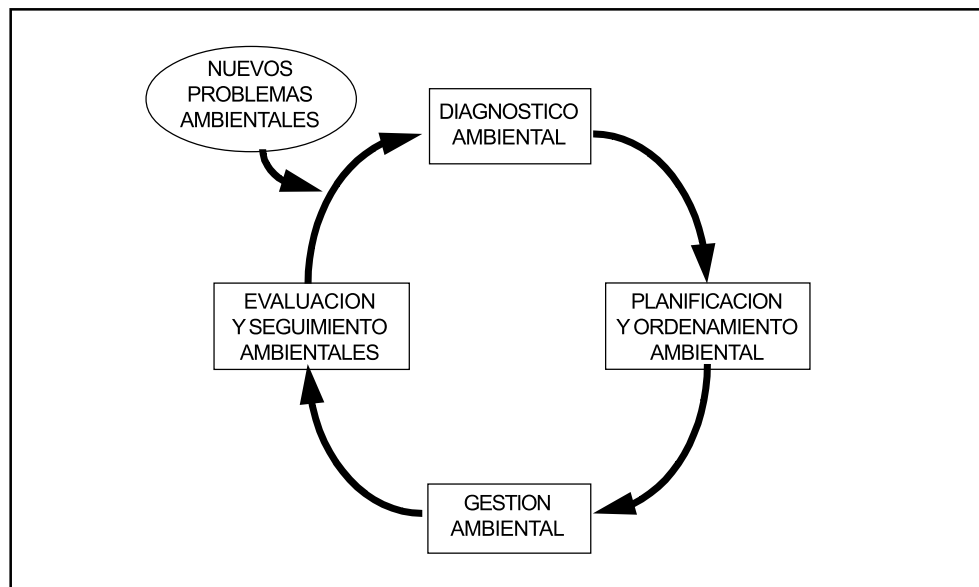 NUEVOS
PROBLEMAS
AMBIENTALES
DIAGNOSTICO
AMBIENTAL
EVALUACION
Y SEGUIMIENTO
AMBIENTALES
PLANIFICACION
Y ORDENAMIENTO
AMBIENTAL
GESTION
AMBIENTAL